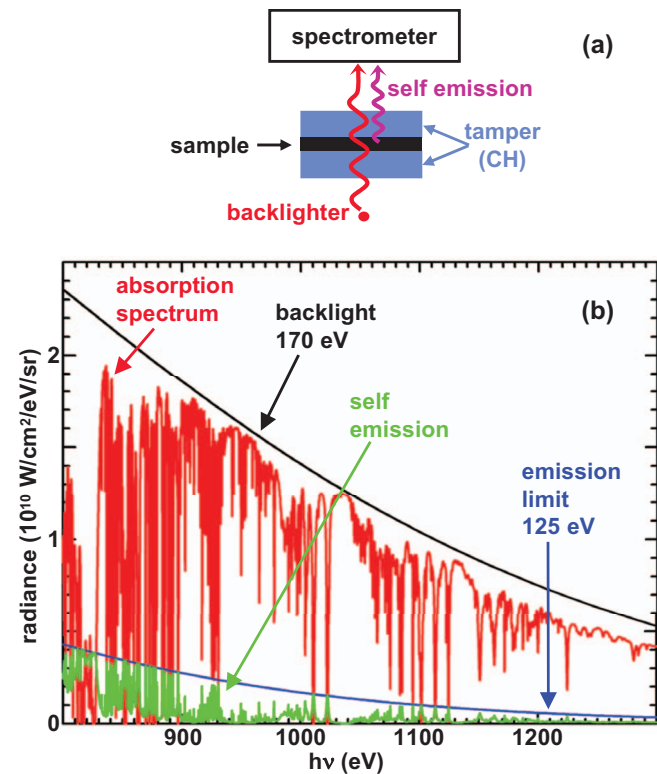 spectrometer
(a)
self emission
sample
tamper
(CH)
backlighter
(b)
absorption
spectrum
backlight
170 eV
self
emission
emission
limit
125 eV
radiance (10¹⁰ W/cm²/eV/sr)
2
1
0
900
1000
1100
1200
hν (eV)